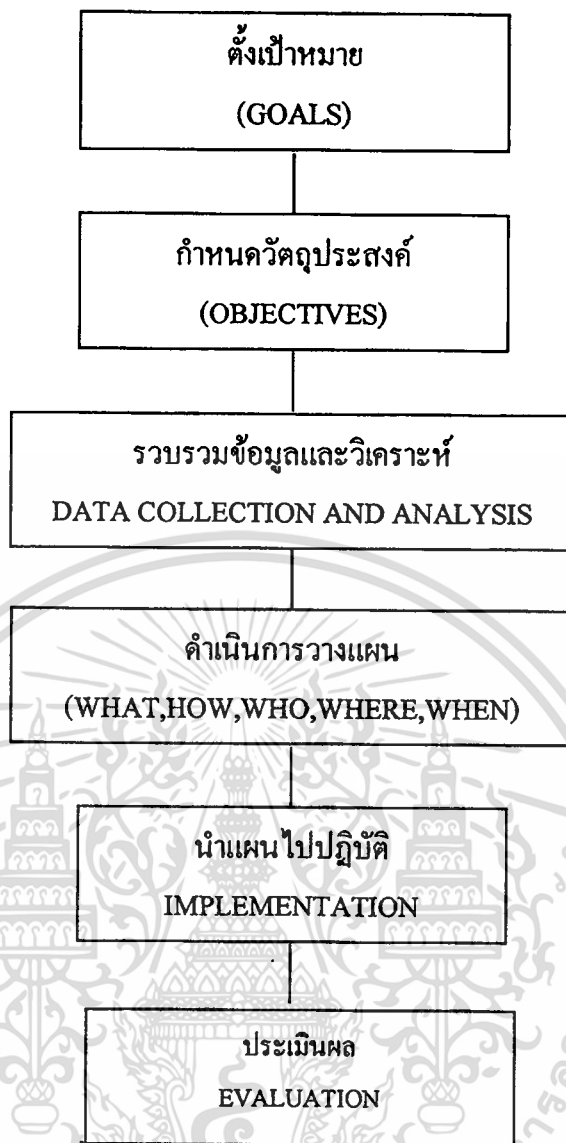 ตั้งเป้าหมาย
(GOALS)
กำหนดวัตถุประสงค์
(OBJECTIVES)
รวบรวมข้อมูลและวิเคราะห์
DATA COLLECTION AND ANALYSIS
ดำเนินการวางแผน
(WHAT,HOW,WHO,WHERE,WHEN)
นำแผนไปปฏิบัติ
IMPLEMENTATION
ประเมินผล
EVALUATION